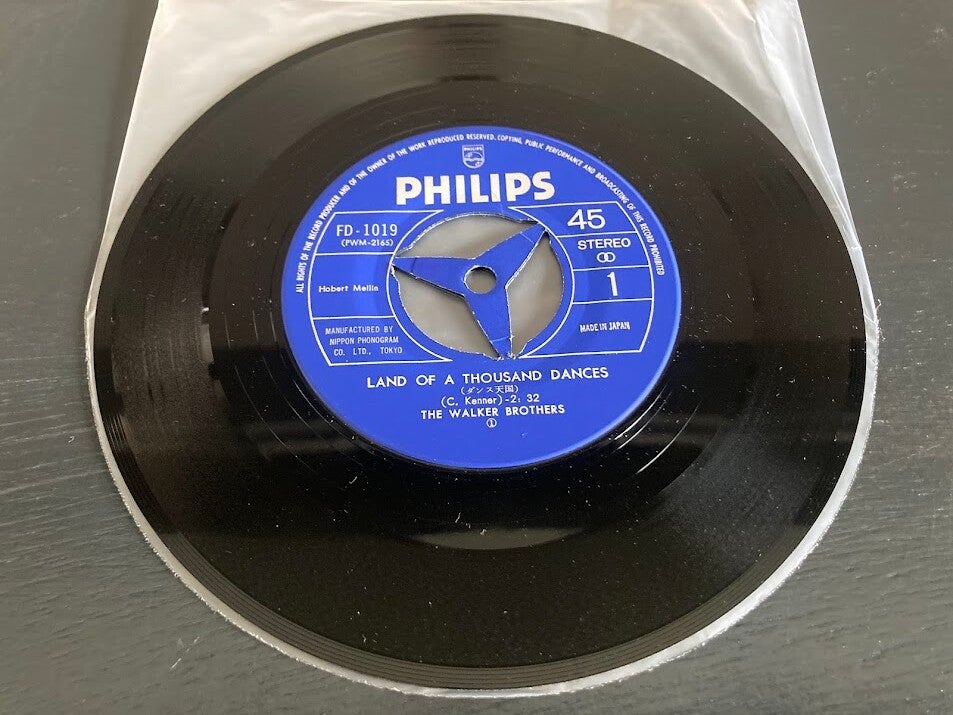 ALL RIGHTS OF THE RECORD PRODUCER AND OF THE OWNER OF THE WORK REPRODUCED RESERVED. COPYING, PUBLIC PERFORMANCE AND BROADCASTING OF THIS RECORD PROHIBITED
PHILIPS
PHILIPS
FD-1019
(PWM-2165)
45
STEREO
1
Hobert Mellin
MANUFACTURED BY
NIPPON PHONOGRAM
CO. LTD., TOKYO
MADE IN JAPAN
LAND OF A THOUSAND DANCES
(ダンス天国)
(C. Kenner)-2:32
THE WALKER BROTHERS
①